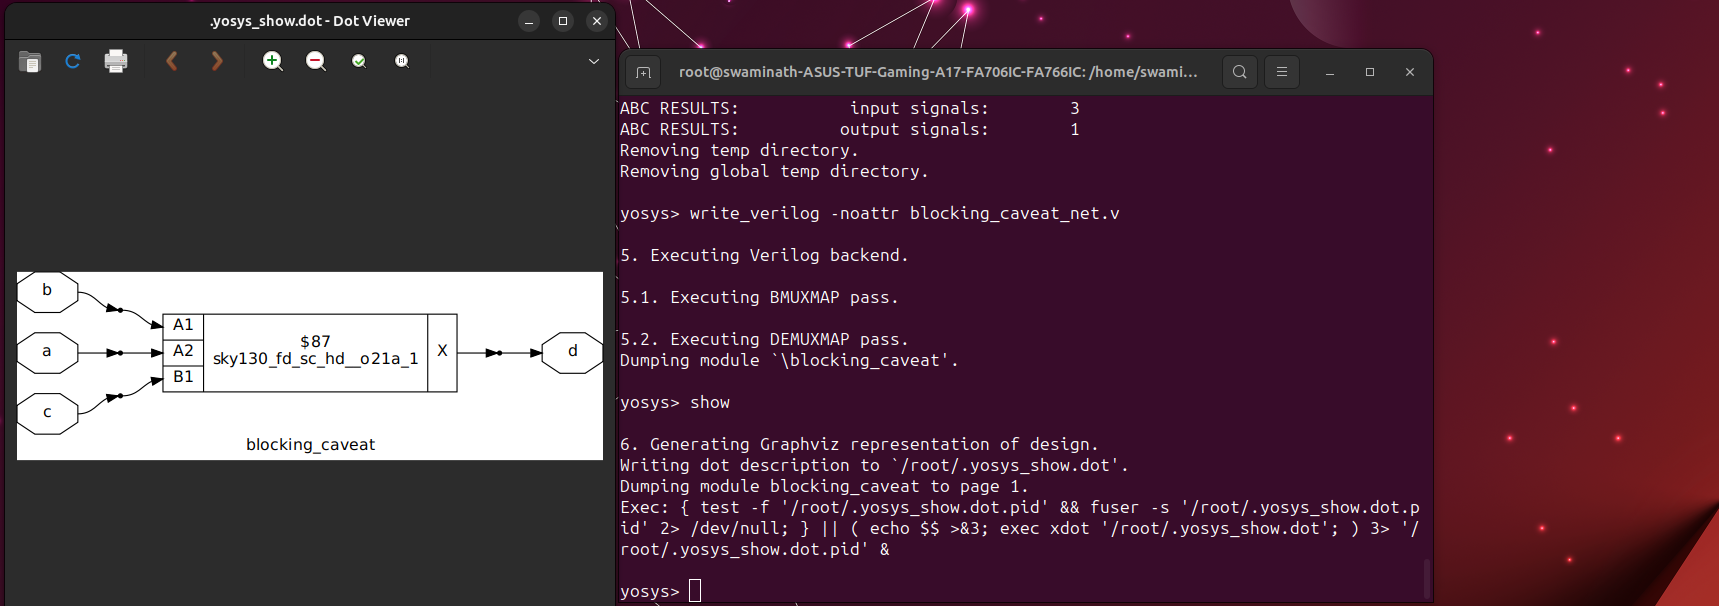 .yosys_show.dot - Dot Viewer
b
a
c
A1
A2
B1
$87
sky130_fd_sc_hd__o21a_1
X
d
blocking_caveat
root@swaminath-ASUS-TUF-Gaming-A17-FA706IC-FA766IC: /home/swami...
ABC RESULTS:           input signals:        3
ABC RESULTS:          output signals:        1
Removing temp directory.
Removing global temp directory.
yosys> write_verilog -noattr blocking_caveat_net.v
5. Executing Verilog backend.
5.1. Executing BMUXMAP pass.
5.2. Executing DEMUXMAP pass.
Dumping module `\blocking_caveat'.
yosys> show
6. Generating Graphviz representation of design.
Writing dot description to `/root/.yosys_show.dot'.
Dumping module blocking_caveat to page 1.
Exec: { test -f '/root/.yosys_show.dot.pid' && fuser -s '/root/.yosys_show.dot.p
id' 2> /dev/null; } || ( echo $$ >&3; exec xdot '/root/.yosys_show.dot'; ) 3> '/
root/.yosys_show.dot.pid' &
yosys>